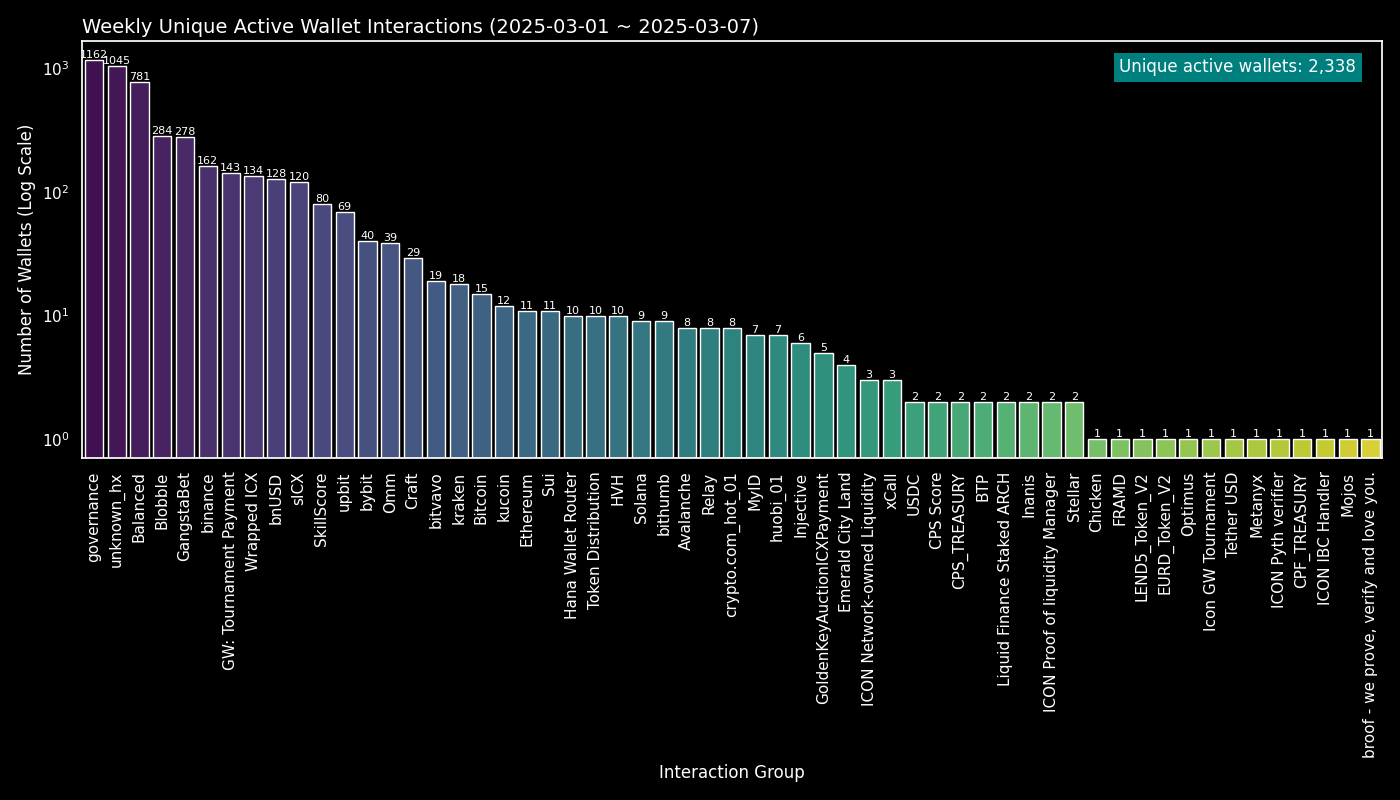 Weekly Unique Active Wallet Interactions (2025-03-01 ~ 2025-03-07)
Unique active wallets: 2,338
Number of Wallets (Log Scale)
10³
10²
10¹
10⁰
1162
1045
781
284
278
162
143
134
128
120
80
69
40
39
29
19
18
15
12
11
11
10
10
10
9
9
8
8
8
7
7
6
5
4
3
3
2
2
2
2
2
2
2
2
1
1
1
1
1
1
1
1
1
1
1
1
1
governance
unknown_hx
Balanced
Blobble
GangstaBet
binance
GW: Tournament Payment
Wrapped ICX
bnUSD
sICX
SkillScore
upbit
bybit
Omm
Craft
bitvavo
kraken
Bitcoin
kucoin
Ethereum
Sui
Hana Wallet Router
Token Distribution
HVH
Solana
bithumb
Avalanche
Relay
crypto.com_hot_01
MyID
huobi_01
Injective
GoldenKeyAuctionICXPayment
Emerald City Land
ICON Network-owned Liquidity
xCall
USDC
CPS Score
CPS_TREASURY
BTP
Liquid Finance Staked ARCH
Inanis
ICON Proof of liquidity Manager
Stellar
Chicken
FRAMD
LEND5_Token_V2
EURD_Token_V2
Optimus
Icon GW Tournament
Tether USD
Metanyx
ICON Pyth verifier
CPF_TREASURY
ICON IBC Handler
Mojos
broof - we prove, verify and love you.
Interaction Group